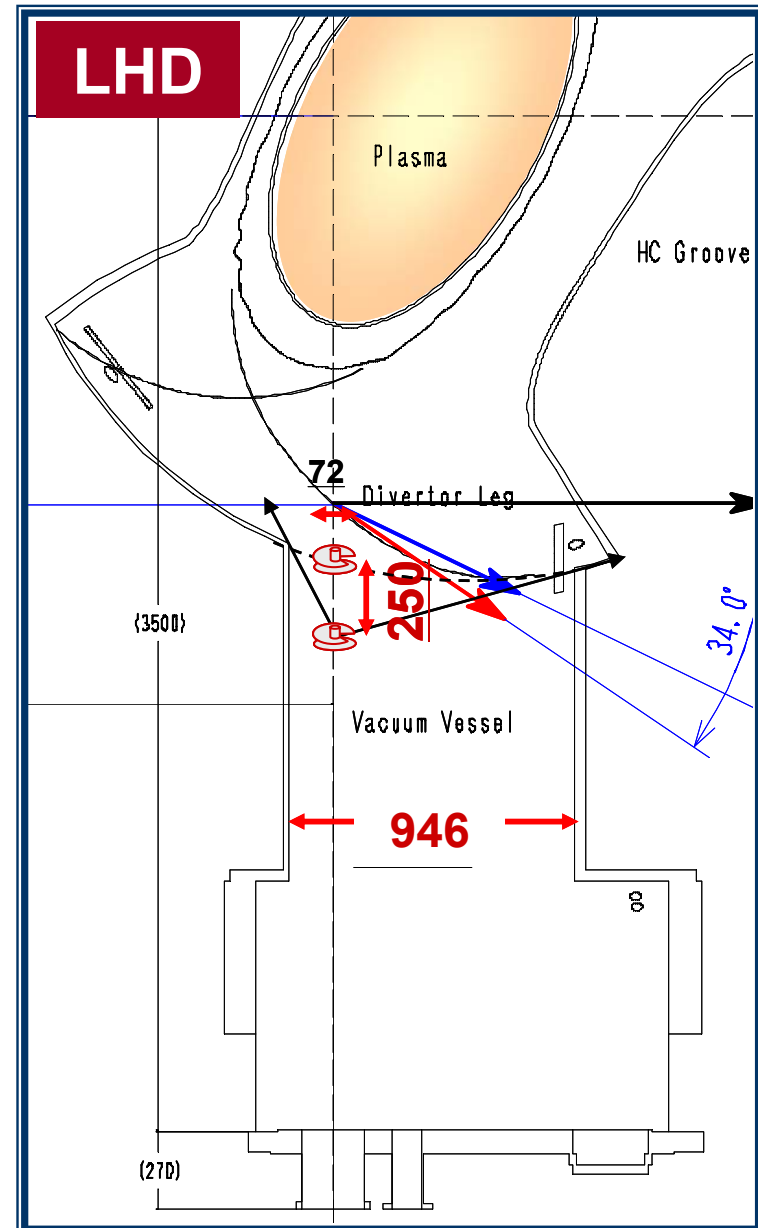 LHD
Plasma
HC Groove
72
Divertor Leg
250
34.0°
(3500)
Vacuum Vessel
946
(270)